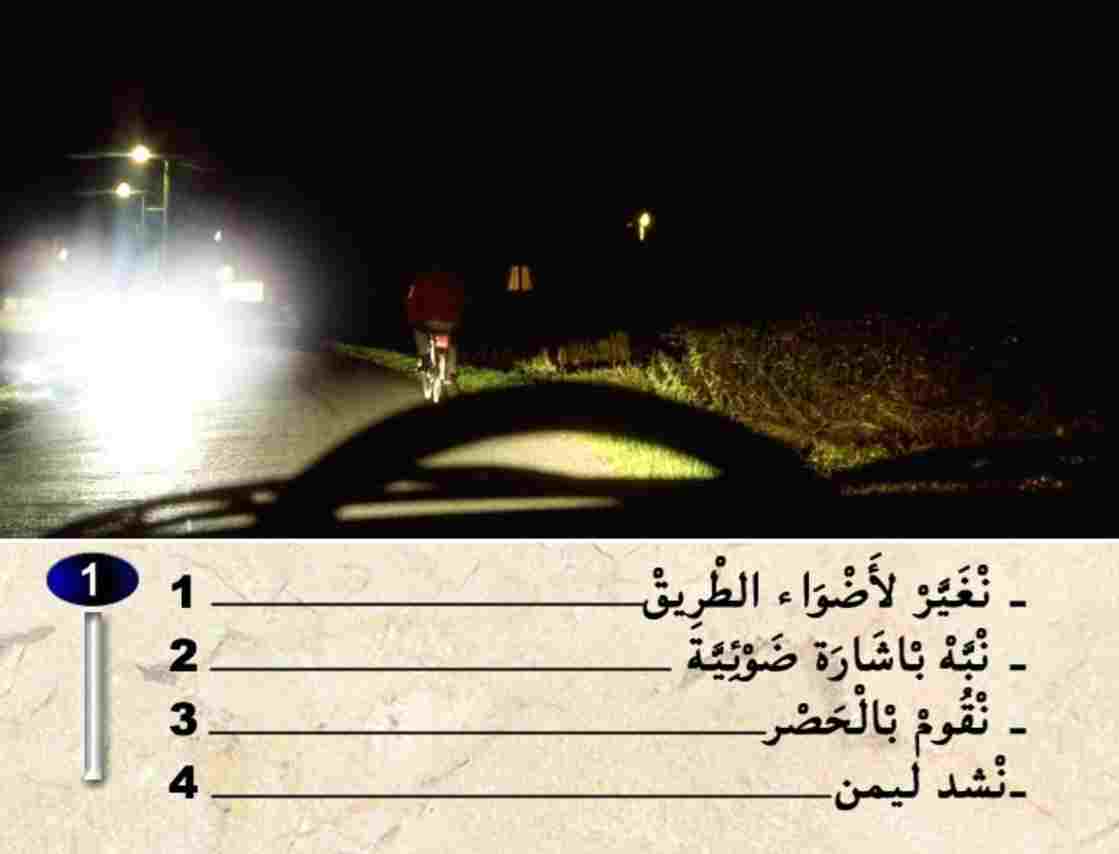 1
1 ـ نْغَيَّرْ لأَضْوَاء الطْرِيقْ
2 ـ نْبَّهْ بْاشَارَة ضَوْئِيَّةَ
3 ـ نْقُومْ بْالْحَصْر
4 ـنْشد ليمن